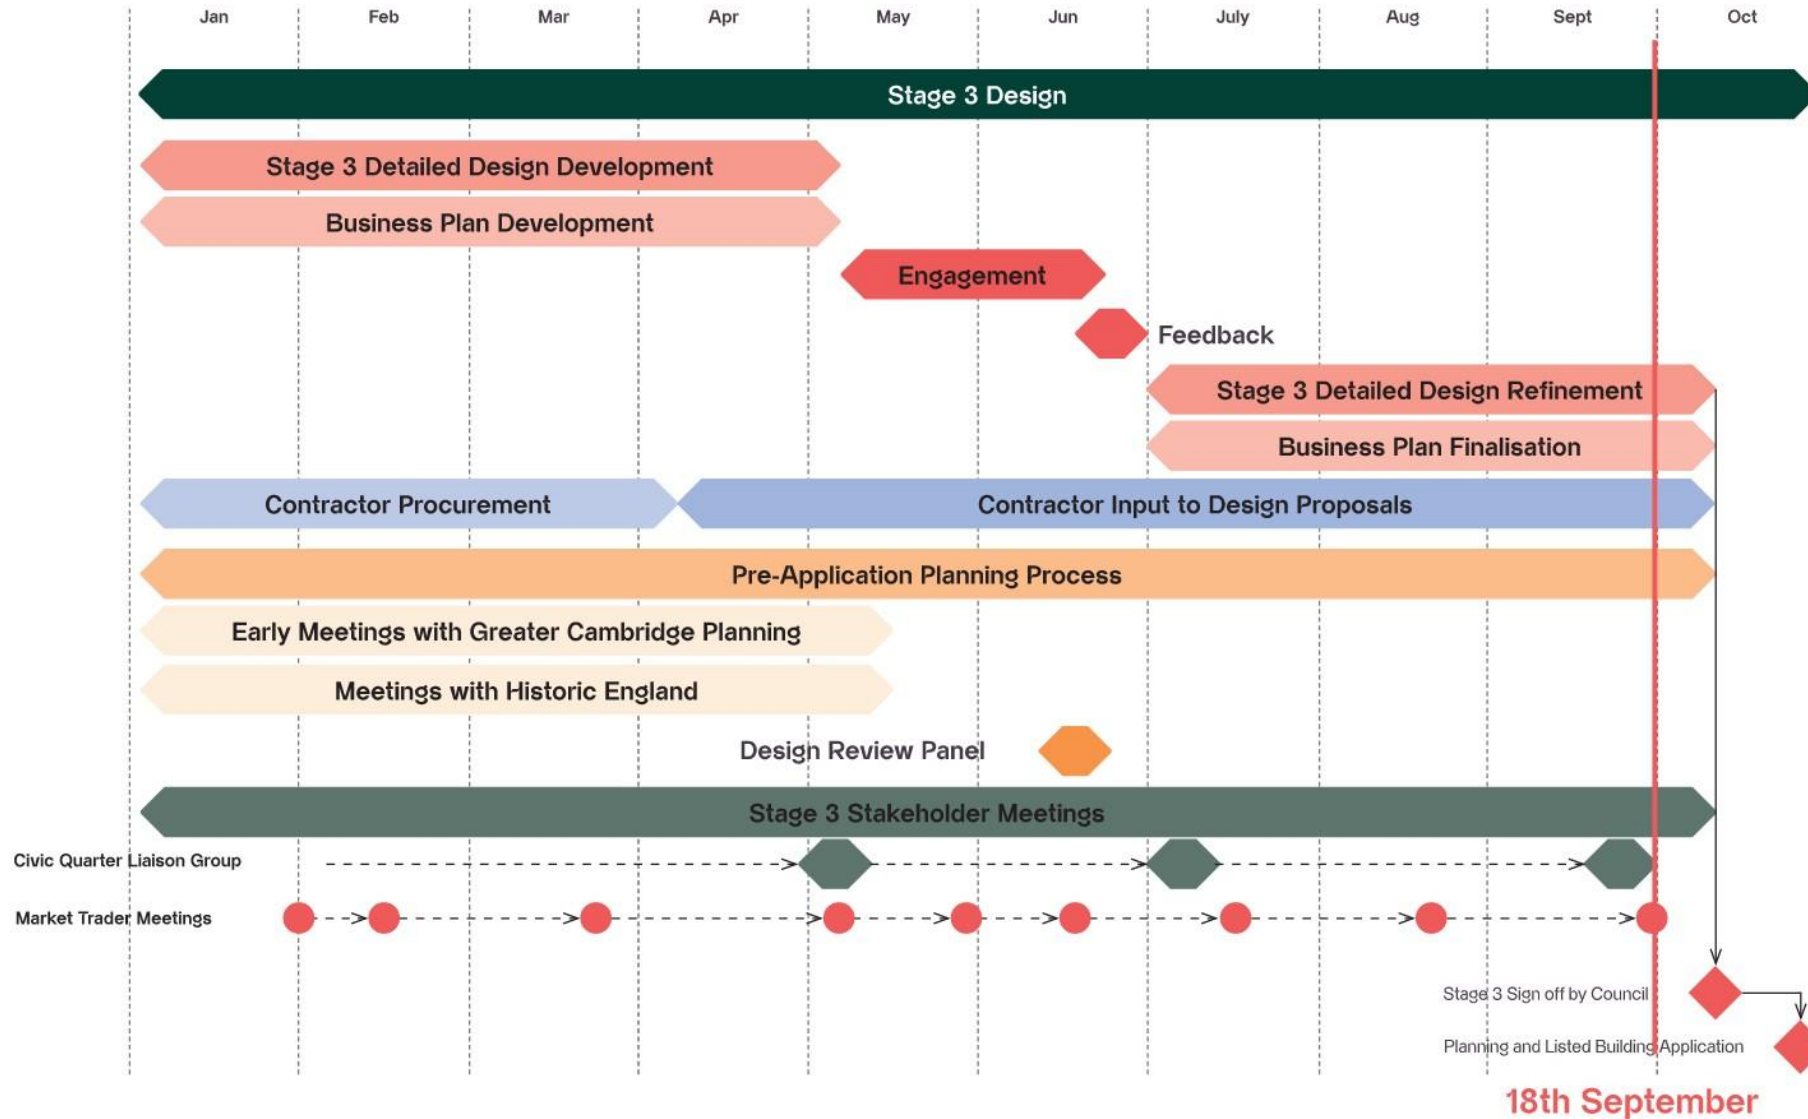 Jan Feb Mar Apr May Jun July Aug Sept Oct
Stage 3 Design
Stage 3 Detailed Design Development
Business Plan Development
Engagement
Feedback
Stage 3 Detailed Design Refinement
Business Plan Finalisation
Contractor Procurement Contractor Input to Design Proposals
Pre-Application Planning Process
Early Meetings with Greater Cambridge Planning
Meetings with Historic England
Design Review Panel
Stage 3 Stakeholder Meetings
Civic Quarter Liaison Group
Market Trader Meetings
Stage 3 Sign off by Council
Planning and Listed Building Application
18th September